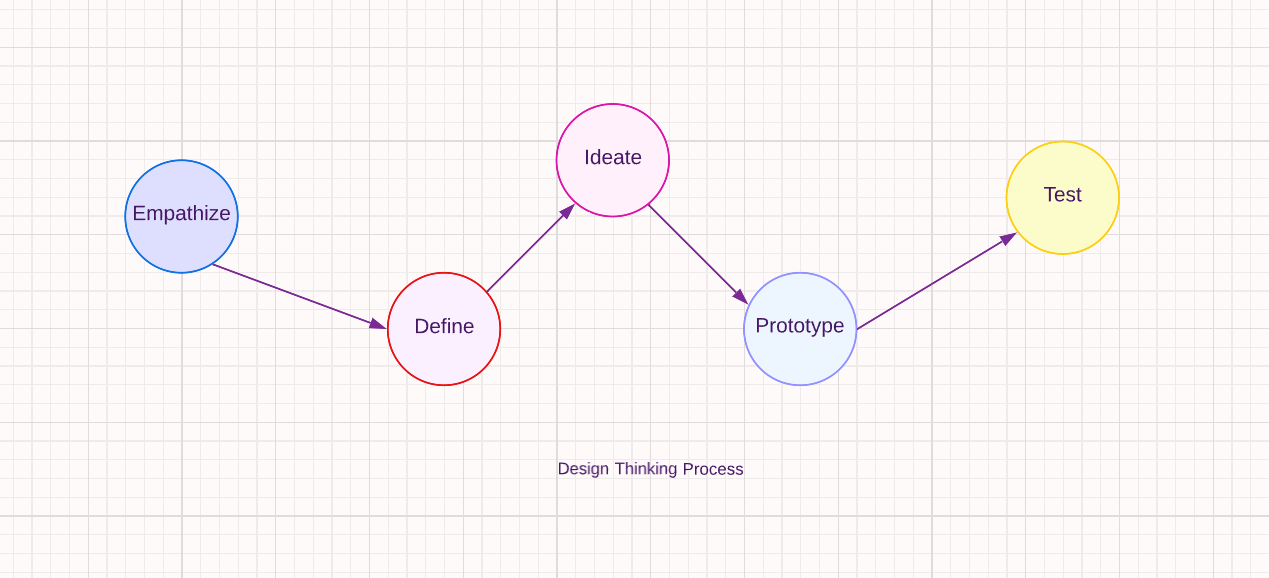 Empathize
Define
Ideate
Prototype
Test
Design Thinking Process